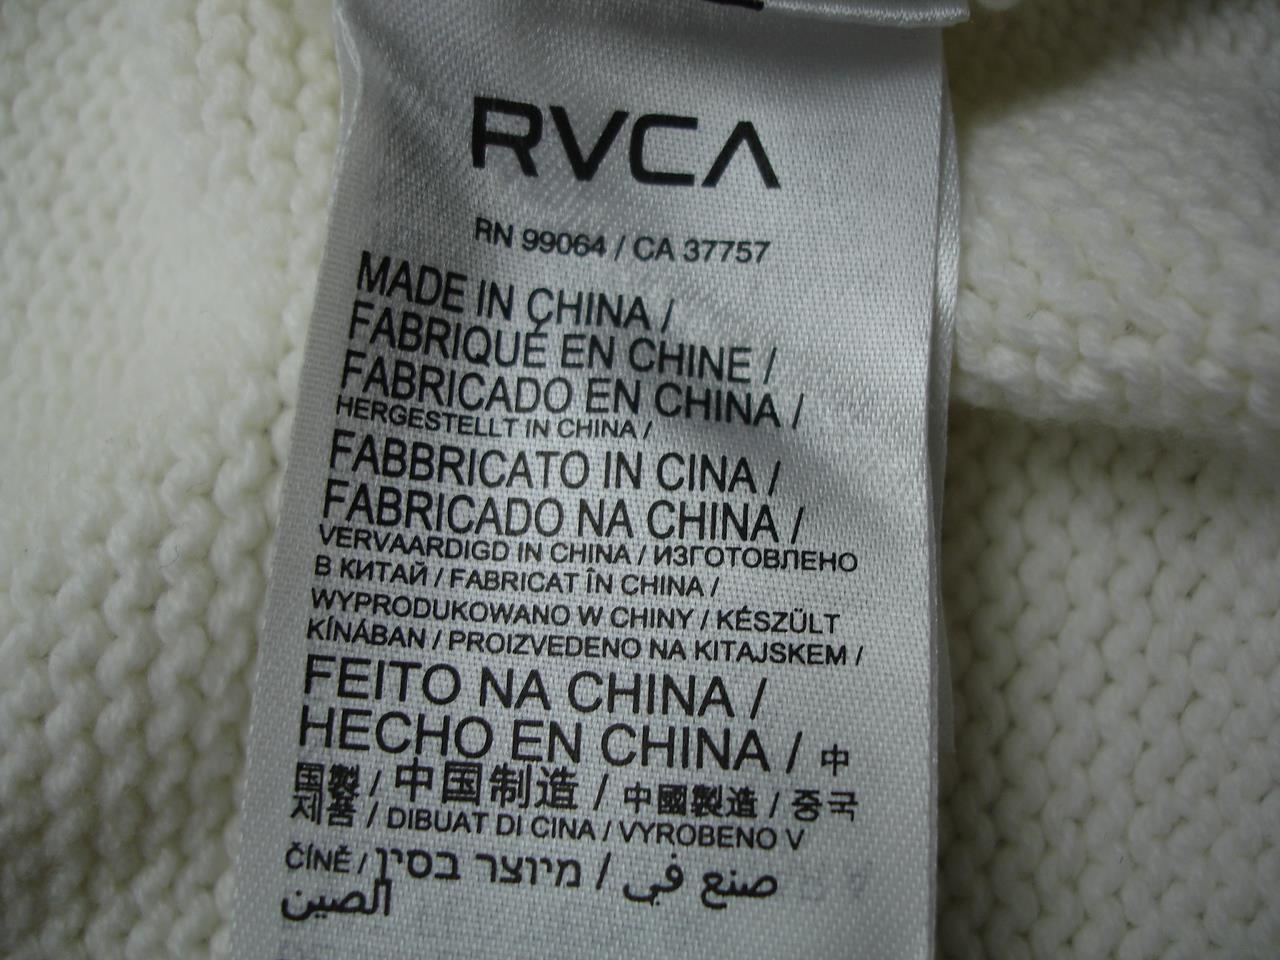 RVCA
RN 99064 / CA 37757
MADE IN CHINA /
FABRIQUÉ EN CHINE /
FABRICADO EN CHINA /
HERGESTELLT IN CHINA /
FABBRICATO IN CINA /
FABRICADO NA CHINA /
VERVAARDIGD IN CHINA / ИЗГОТОВЛЕНО
В КИТАЙ / FABRICAT ÎN CHINA /
WYPRODUKOWANO W CHINY / KÉSZÜLT
KÍNÁBAN / PROIZVEDENO NA KITAJSKEM /
FEITO NA CHINA /
HECHO EN CHINA / 中
国製 / 中国制造 / 中國製造 / 중국
제품 / DIBUAT DI CINA / VYROBENO V
ČÍNĚ / מיוצר בסין / صنع في
الصين